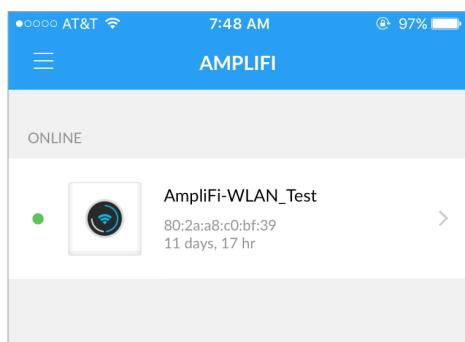 AT&T 7:48 AM 97%
AMPLIFI
ONLINE
AmpliFi-WLAN_Test
80:2a:a8:c0:bf:39
11 days, 17 hr